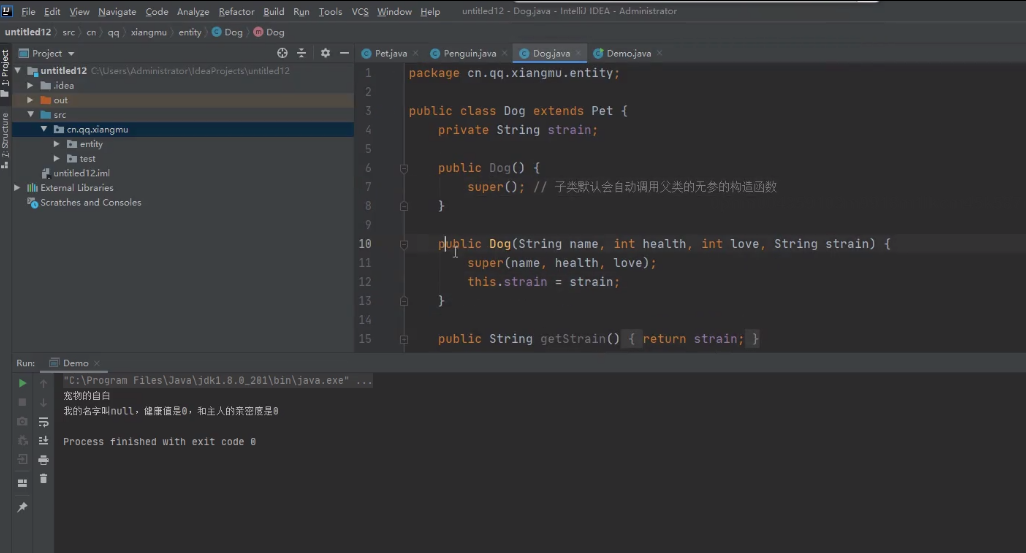 File Edit View Navigate Code Analyze Refactor Build Run Tools VCS Window Help untitled12 - Dog.java - IntelliJ IDEA - Administrator
untitled12 src cn qq xiangmu entity Dog Dog
Project
Pet.java Penguin.java Dog.java Demo.java
1: Project
Z: Structure
untitled12 C:\Users\Administrator\IdeaProjects\untitled12
.idea
out
src
cn.qq.xiangmu
entity
test
untitled12.iml
External Libraries
Scratches and Consoles
1 package cn.qq.xiangmu.entity;
2
3 public class Dog extends Pet {
4 private String strain;
5
6 public Dog() {
7 super(); // 子类默认会自动调用父类的无参的构造函数
8 }
9
10 public Dog(String name, int health, int love, String strain) {
11 super(name, health, love);
12 this.strain = strain;
13 }
14
15 public String getStrain() { return strain; }
Run: Demo
"C:\Program Files\Java\jdk1.8.0_201\bin\java.exe" ...
宠物的自白
我的名字叫null，健康值是0，和主人的亲密度是0
Process finished with exit code 0